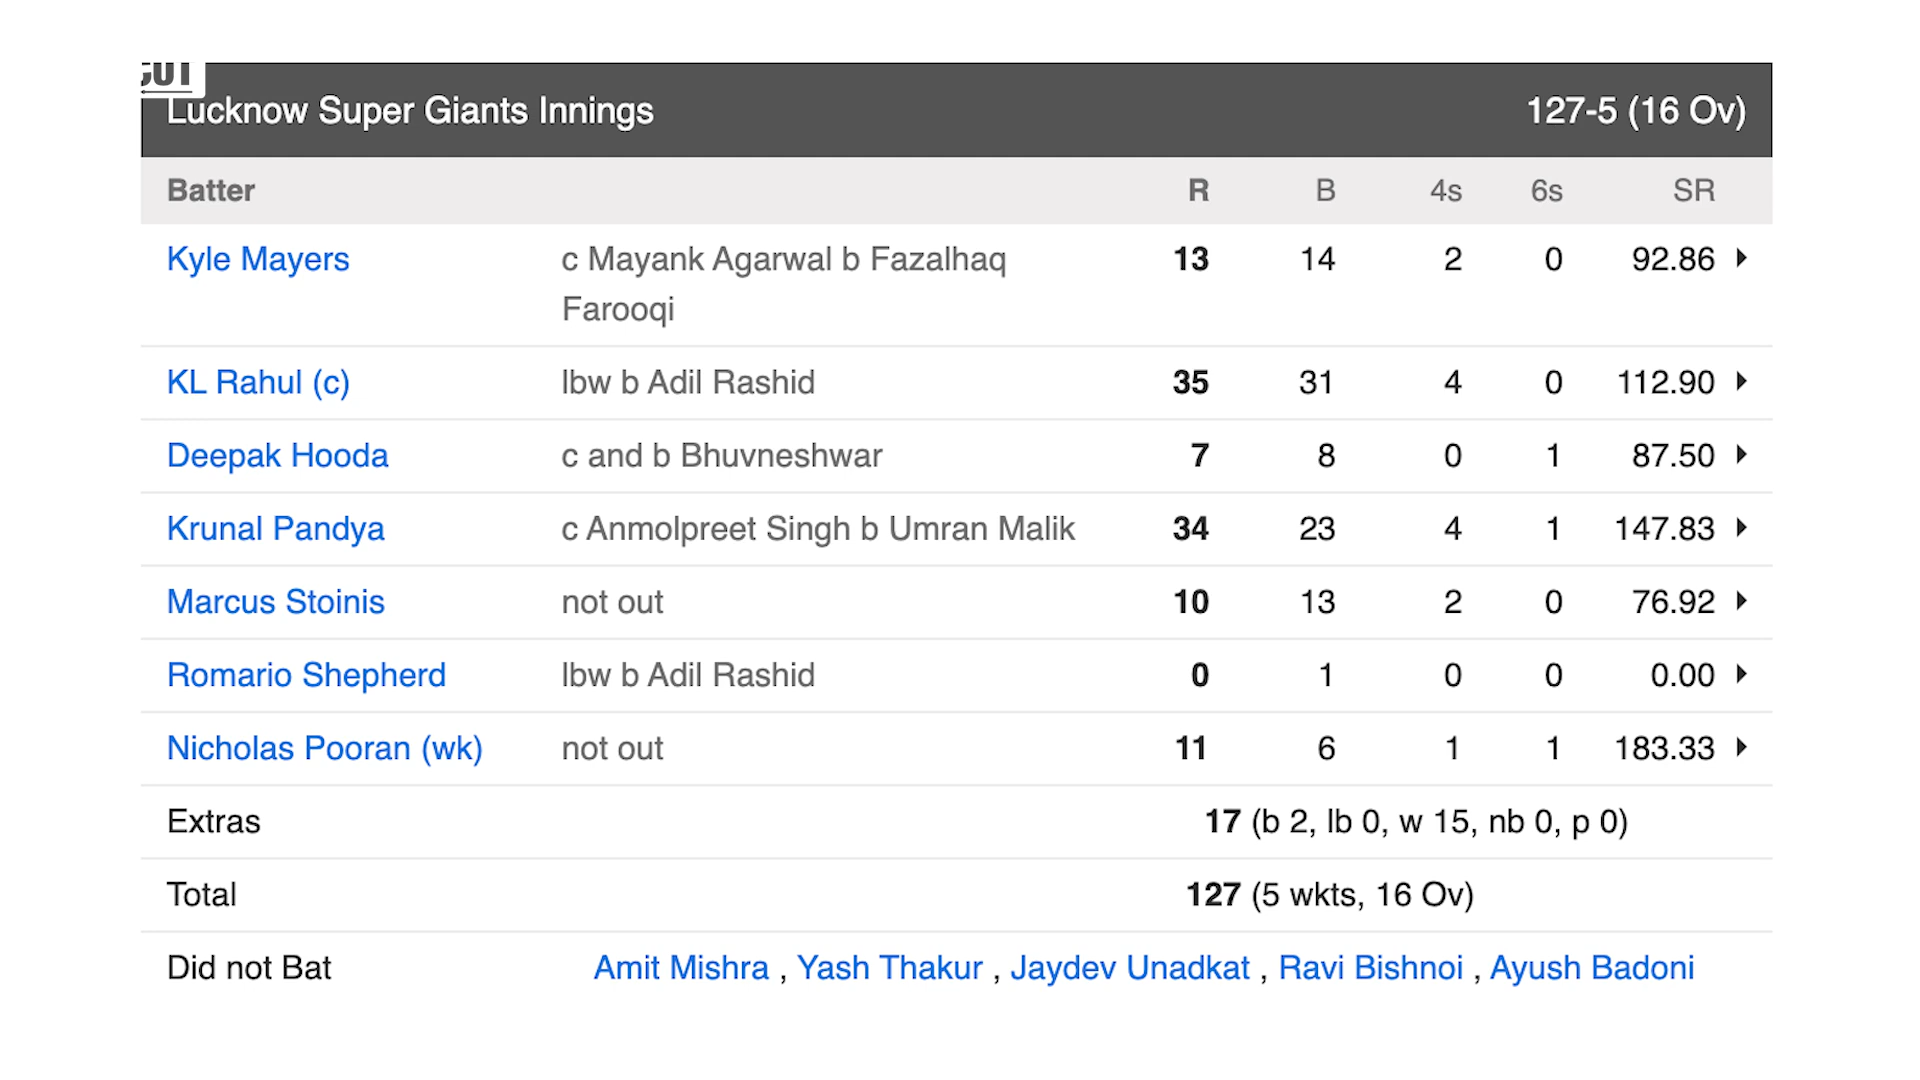 Lucknow Super Giants Innings 127-5 (16 Ov)
Batter R B 4s 6s SR
Kyle Mayers c Mayank Agarwal b Fazalhaq 13 14 2 0 92.86
Farooqi
KL Rahul (c) lbw b Adil Rashid 35 31 4 0 112.90
Deepak Hooda c and b Bhuvneshwar 7 8 0 1 87.50
Krunal Pandya c Anmolpreet Singh b Umran Malik 34 23 4 1 147.83
Marcus Stoinis not out 10 13 2 0 76.92
Romario Shepherd lbw b Adil Rashid 0 1 0 0 0.00
Nicholas Pooran (wk) not out 11 6 1 1 183.33
Extras 17 (b 2, lb 0, w 15, nb 0, p 0)
Total 127 (5 wkts, 16 Ov)
Did not Bat Amit Mishra , Yash Thakur , Jaydev Unadkat , Ravi Bishnoi , Ayush Badoni